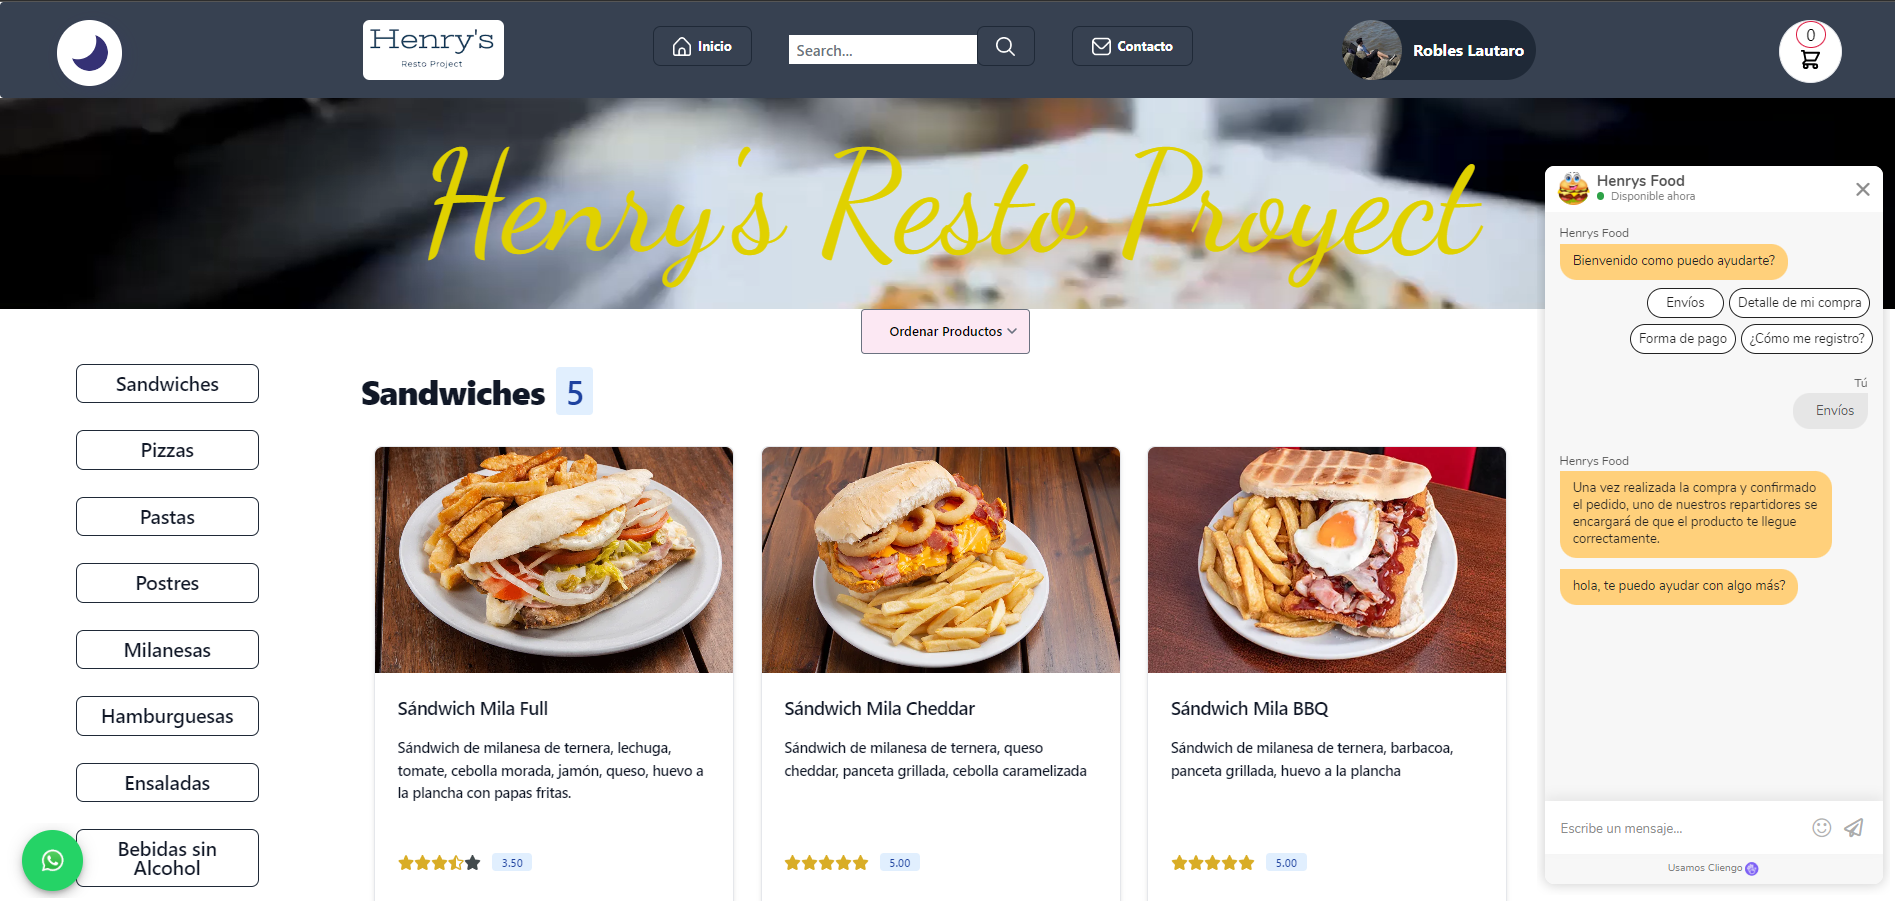 Henry's
Resto Project
Inicio
Search...
Contacto
Robles Lautaro
0
Henry's Resto Proyect
Ordenar Productos
Sandwiches
Pizzas
Pastas
Postres
Milanesas
Hamburguesas
Ensaladas
Bebidas sin
Alcohol
Sandwiches 5
Sándwich Mila Full
Sándwich de milanesa de ternera, lechuga,
tomate, cebolla morada, jamón, queso, huevo a
la plancha con papas fritas.
3.50
Sándwich Mila Cheddar
Sándwich de milanesa de ternera, queso
cheddar, panceta grillada, cebolla caramelizada
5.00
Sándwich Mila BBQ
Sándwich de milanesa de ternera, barbacoa,
panceta grillada, huevo a la plancha
5.00
Henrys Food
Disponible ahora
Henrys Food
Bienvenido como puedo ayudarte?
Envíos
Detalle de mi compra
Forma de pago
¿Cómo me registro?
Tú
Envíos
Henrys Food
Una vez realizada la compra y confirmado
el pedido, uno de nuestros repartidores se
encargará de que el producto te llegue
correctamente.
hola, te puedo ayudar con algo más?
Escribe un mensaje...
Usamos Cliengo